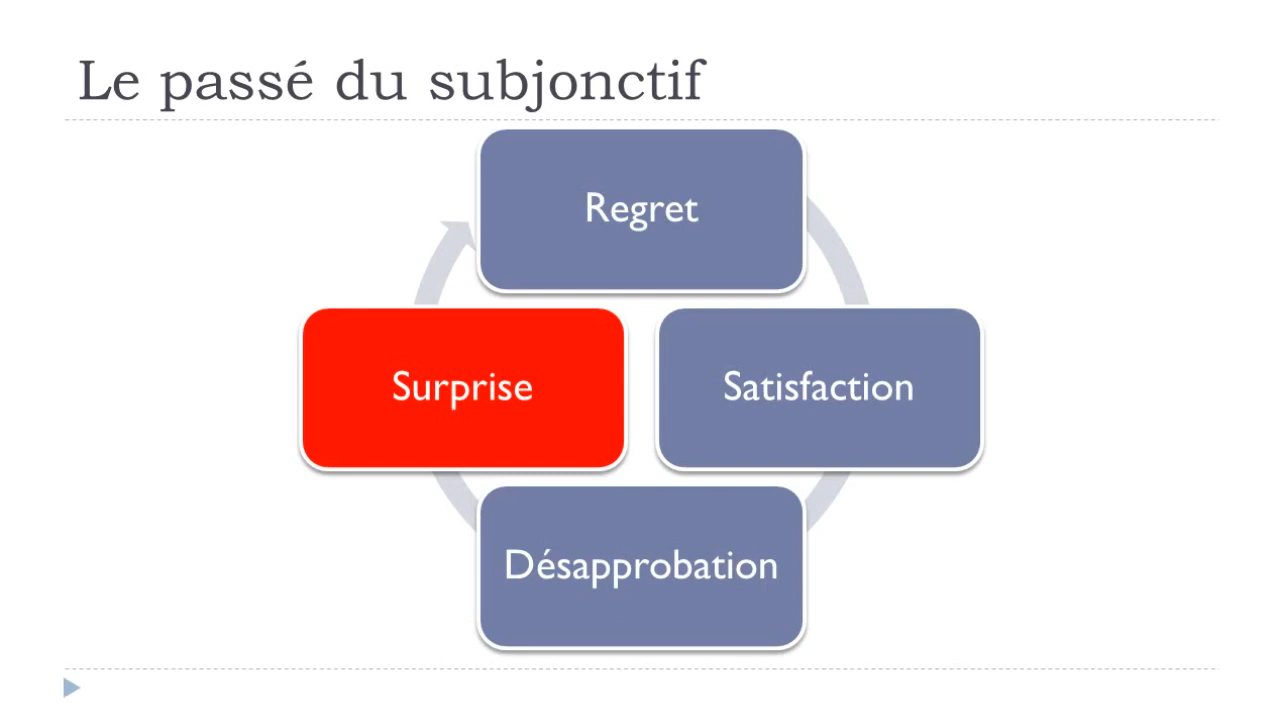 Le passé du subjonctif
Regret
Surprise
Satisfaction
Désapprobation